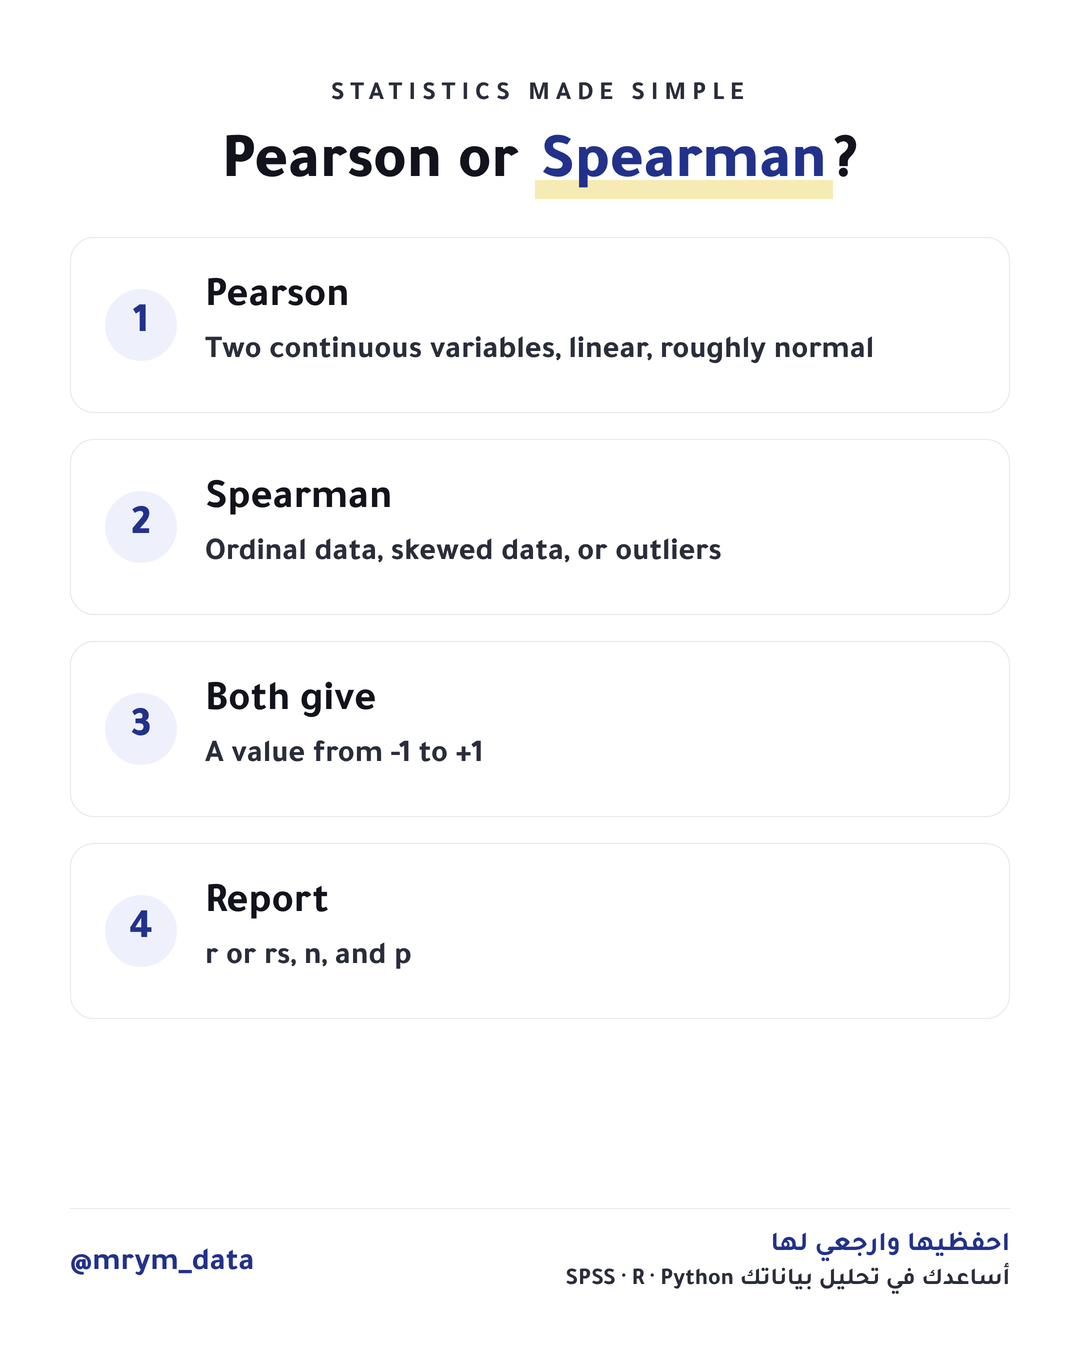 STATISTICS MADE SIMPLE
Pearson or Spearman?
1
Pearson
Two continuous variables, linear, roughly normal
2
Spearman
Ordinal data, skewed data, or outliers
3
Both give
A value from -1 to +1
4
Report
r or rs, n, and p
@mrym_data
احفظيها وارجعي لها
أساعدك في تحليل بياناتك SPSS · R · Python